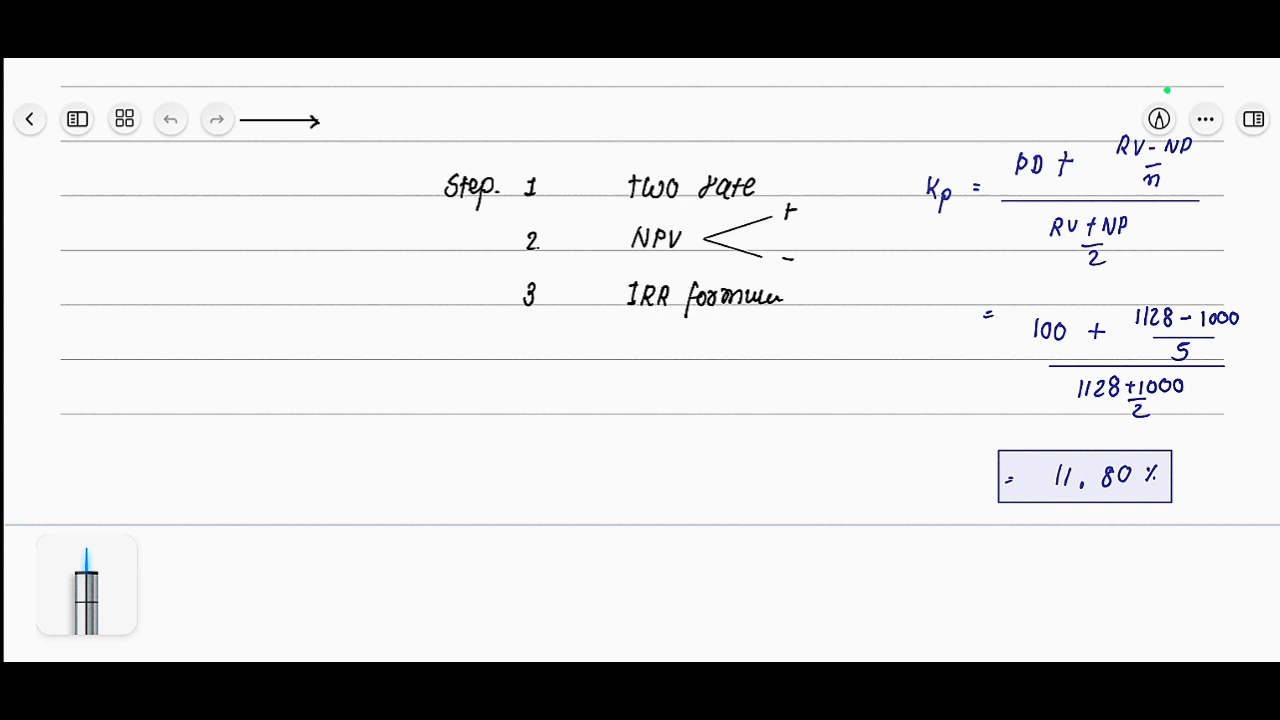 Step. 1 two rate
2. NPV + -
3 IRR formula
Kp = PD + RV - NP / n
RV + NP / 2
= 100 + 1128 - 1000 / 5
1128 + 1000 / 2
= 11.80 %